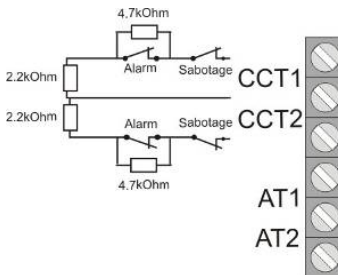 4.7kOhm
Alarm Sabotage
2.2kOhm
CCT1
2.2kOhm
CCT2
Alarm Sabotage
4.7kOhm
AT1
AT2